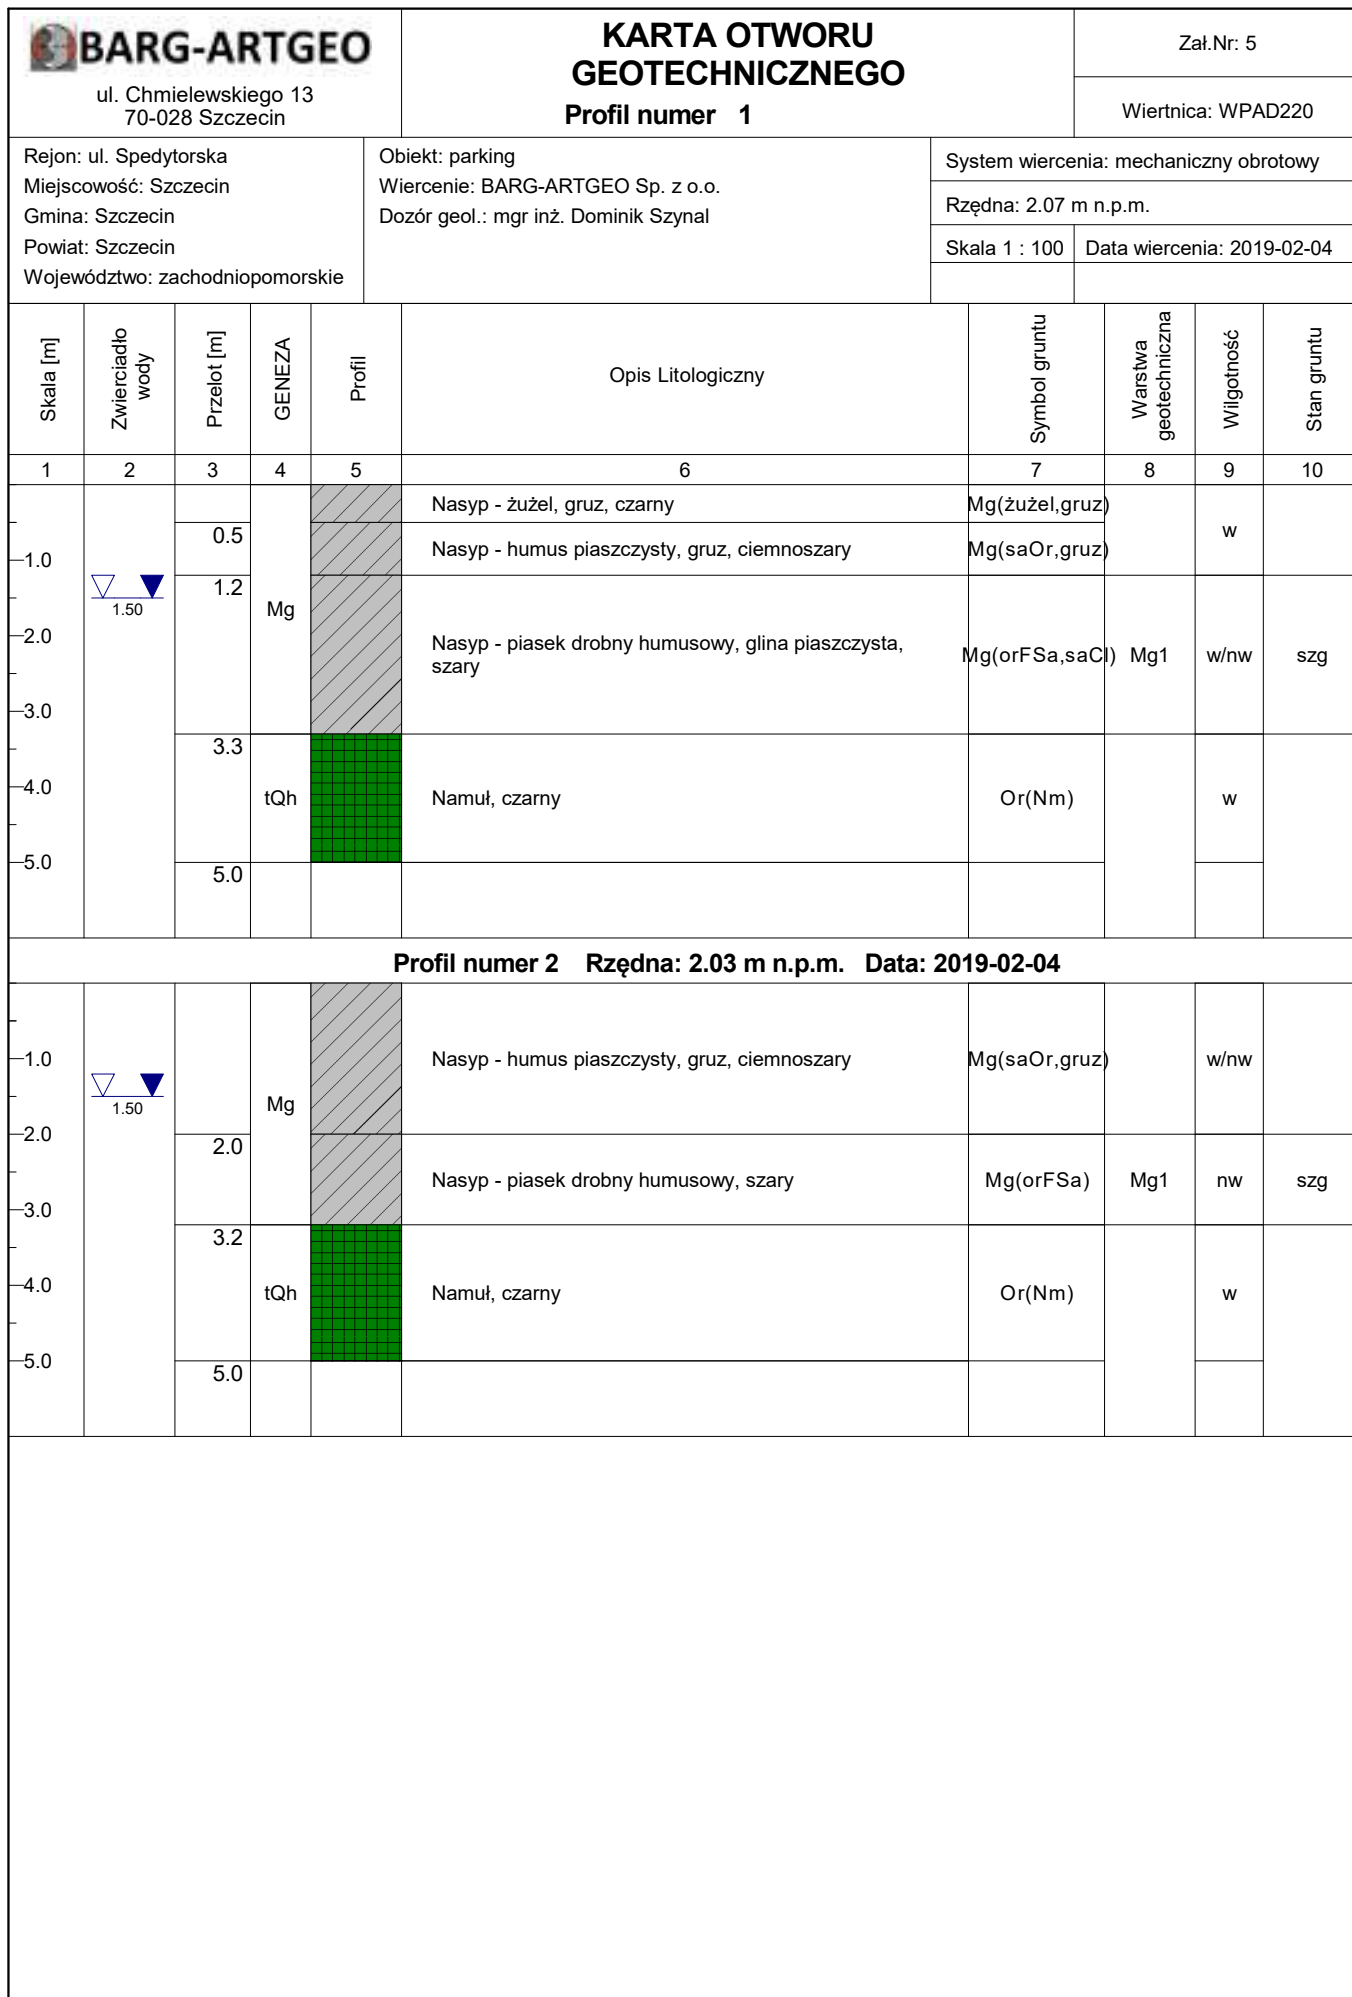 BARG-ARTGEO
ul. Chmielewskiego 13
70-028 Szczecin
KARTA OTWORU
GEOTECHNICZNEGO
Profil numer 1
Zał.Nr: 5
Wiertnica: WPAD220
Rejon: ul. Spedytorska
Miejscowość: Szczecin
Gmina: Szczecin
Powiat: Szczecin
Województwo: zachodniopomorskie
Obiekt: parking
Wiercenie: BARG-ARTGEO Sp. z o.o.
Dozór geol.: mgr inż. Dominik Szynal
System wiercenia: mechaniczny obrotowy
Rzędna: 2.07 m n.p.m.
Skala 1 : 100 Data wiercenia: 2019-02-04
Skala [m]
Zwierciadło
wody
Przelot [m]
GENEZA
Profil
Opis Litologiczny
Symbol gruntu
Warstwa
geotechniczna
Wilgotność
Stan gruntu
1 2 3 4 5 6 7 8 9 10
Nasyp - żużel, gruz, czarny Mg(żużel,gruz)
w
0.5
Nasyp - humus piaszczysty, gruz, ciemnoszary Mg(saOr,gruz)
1.0
1.2
1.50
Mg
2.0
Nasyp - piasek drobny humusowy, glina piaszczysta,
szary
Mg(orFSa,saCl) Mg1 w/nw szg
3.0
3.3
4.0
tQh Namuł, czarny Or(Nm) w
5.0
5.0
Profil numer 2 Rzędna: 2.03 m n.p.m. Data: 2019-02-04
1.0
Nasyp - humus piaszczysty, gruz, ciemnoszary Mg(saOr,gruz) w/nw
1.50
Mg
2.0
2.0
Nasyp - piasek drobny humusowy, szary Mg(orFSa) Mg1 nw szg
3.0
3.2
4.0
tQh Namuł, czarny Or(Nm) w
5.0
5.0